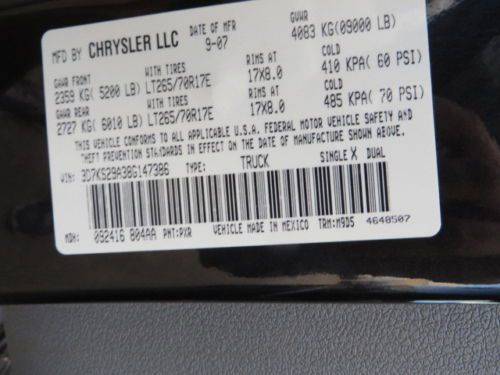 MFD BY CHRYSLER LLC DATE OF MFR 9-07 GVWR 4083 KG(09000 LB)
GAWR FRONT WITH TIRES RIMS AT COLD
2359 KG( 5200 LB) LT265/70R17E 17X8.0 410 KPA( 60 PSI)
GAWR REAR WITH TIRES RIMS AT COLD
2727 KG( 6010 LB) LT265/70R17E 17X8.0 485 KPA( 70 PSI)
THIS VEHICLE CONFORMS TO ALL APPLICABLE U.S.A. FEDERAL MOTOR VEHICLE SAFETY AND
THEFT PREVENTION STANDARDS IN EFFECT ON THE DATE OF MANUFACTURE SHOWN ABOVE.
VIN: 3D7KS29A38G147386 TYPE: TRUCK SINGLE X DUAL
MDH: 092416 804AA PNT:PXR VEHICLE MADE IN MEXICO TRM:M9D5 4648507